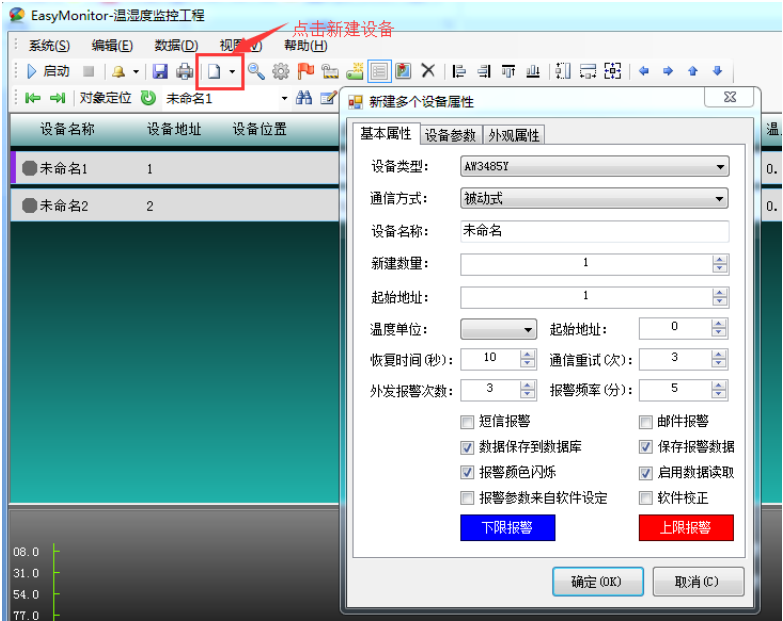 EasyMonitor-温湿度监控工程
点击新建设备
系统(S) 编辑(E) 数据(D) 视图(V) 帮助(H)
启动
对象定位 未命名1
新建多个设备属性
设备名称 设备地址 设备位置
温
基本属性 设备参数 外观属性
未命名1 1
0.
未命名2 2
0.
设备类型: AW3485Y
通信方式: 被动式
设备名称: 未命名
新建数量: 1
起始地址: 1
温度单位: 起始地址: 0
恢复时间(秒): 10 通信重试(次): 3
外发报警次数: 3 报警频率(分): 5
短信报警 邮件报警
数据保存到数据库 保存报警数据
报警颜色闪烁 启用数据读取
报警参数来自软件设定 软件校正
下限报警 上限报警
确定(OK) 取消(C)
08.0
31.0
54.0
77.0